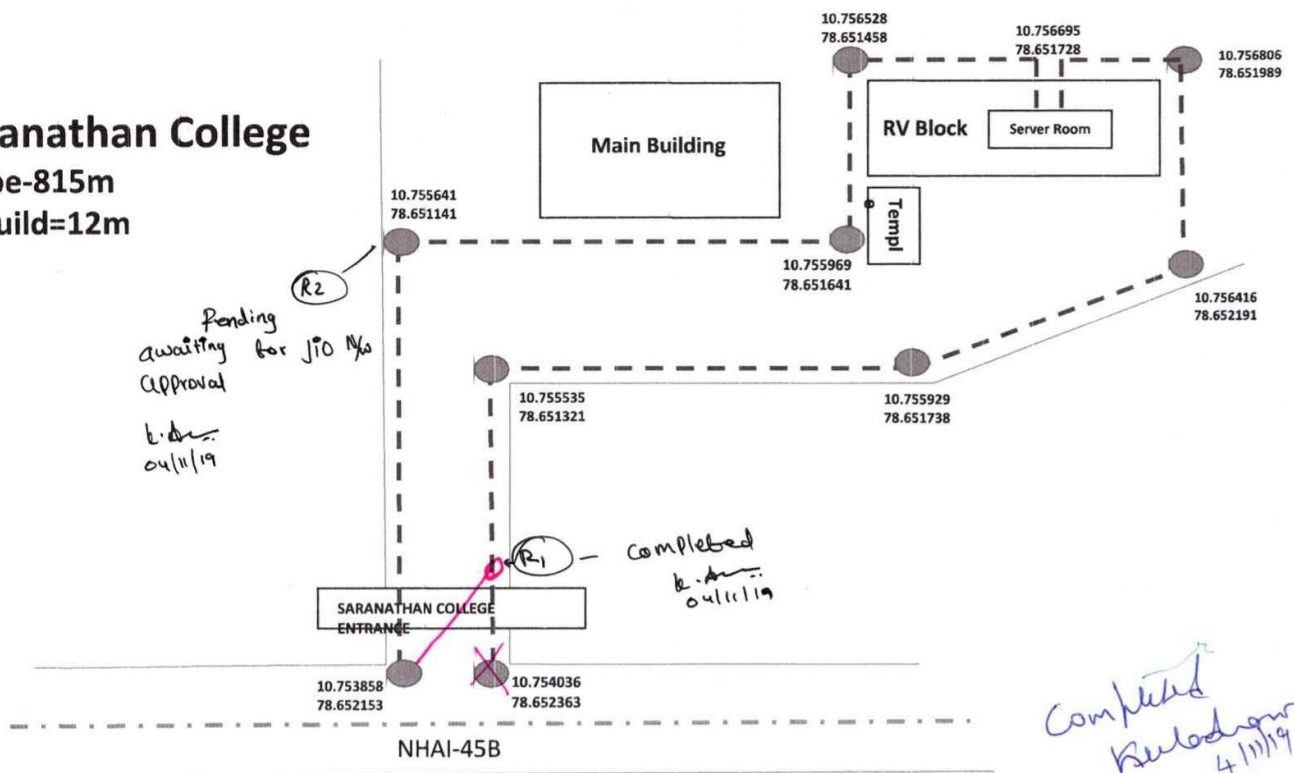 10.756528
78.651458
10.756695
78.651728
10.756806
78.651989
anathan College
be-815m
uild=12m
Main Building
RV Block
Server Room
Templ
e
10.755641
78.651141
10.755969
78.651641
10.756416
78.652191
R2
Pending
awaiting for JIO N/w
approval
04/11/19
10.755535
78.651321
10.755929
78.651738
R1 - Completed
04/11/19
SARANATHAN COLLEGE
ENTRANCE
10.753858
78.652153
10.754036
78.652363
NHAI-45B
Completed
4/11/19